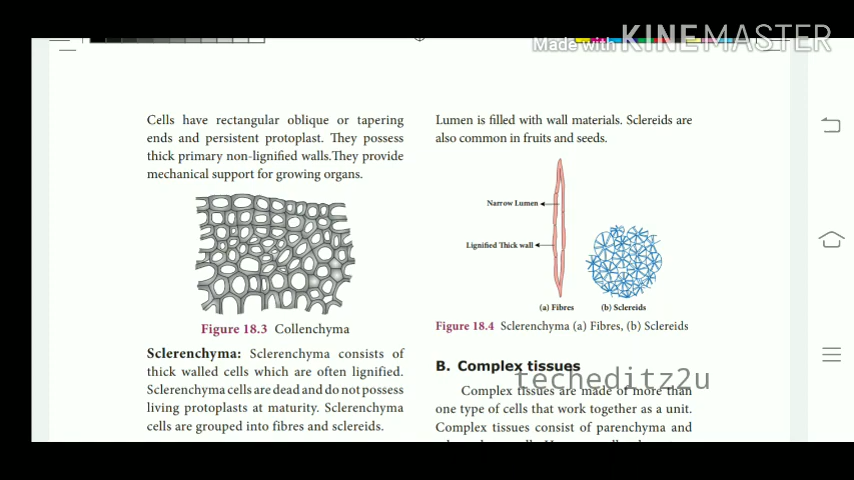 Made with KINEMASTER
Cells have rectangular oblique or tapering
ends and persistent protoplast. They possess
thick primary non-lignified walls.They provide
mechanical support for growing organs.
Figure 18.3 Collenchyma
Sclerenchyma: Sclerenchyma consists of
thick walled cells which are often lignified.
Sclerenchyma cells are dead and do not possess
living protoplasts at maturity. Sclerenchyma
cells are grouped into fibres and sclereids.
Lumen is filled with wall materials. Sclereids are
also common in fruits and seeds.
Narrow Lumen
Lignified Thick wall
(a) Fibres
(b) Sclereids
Figure 18.4 Sclerenchyma (a) Fibres, (b) Sclereids
B. Complex tissues
techeditz2u
Complex tissues are made of more than
one type of cells that work together as a unit.
Complex tissues consist of parenchyma and